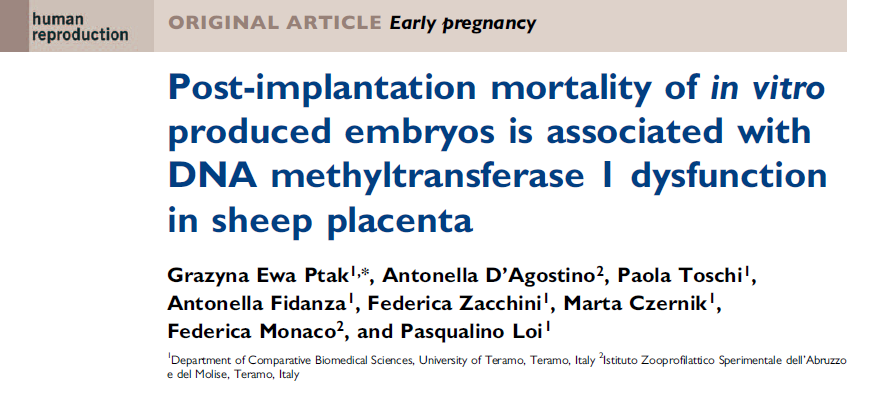 human
reproduction
ORIGINAL ARTICLE Early pregnancy
Post-implantation mortality of in vitro
produced embryos is associated with
DNA methyltransferase 1 dysfunction
in sheep placenta
Grazyna Ewa Ptak1,*, Antonella D'Agostino2, Paola Toschi1,
Antonella Fidanza1, Federica Zacchini1, Marta Czernik1,
Federica Monaco2, and Pasqualino Loi1
1Department of Comparative Biomedical Sciences, University of Teramo, Teramo, Italy 2Istituto Zooprofilattico Sperimentale dell'Abruzzo
e del Molise, Teramo, Italy